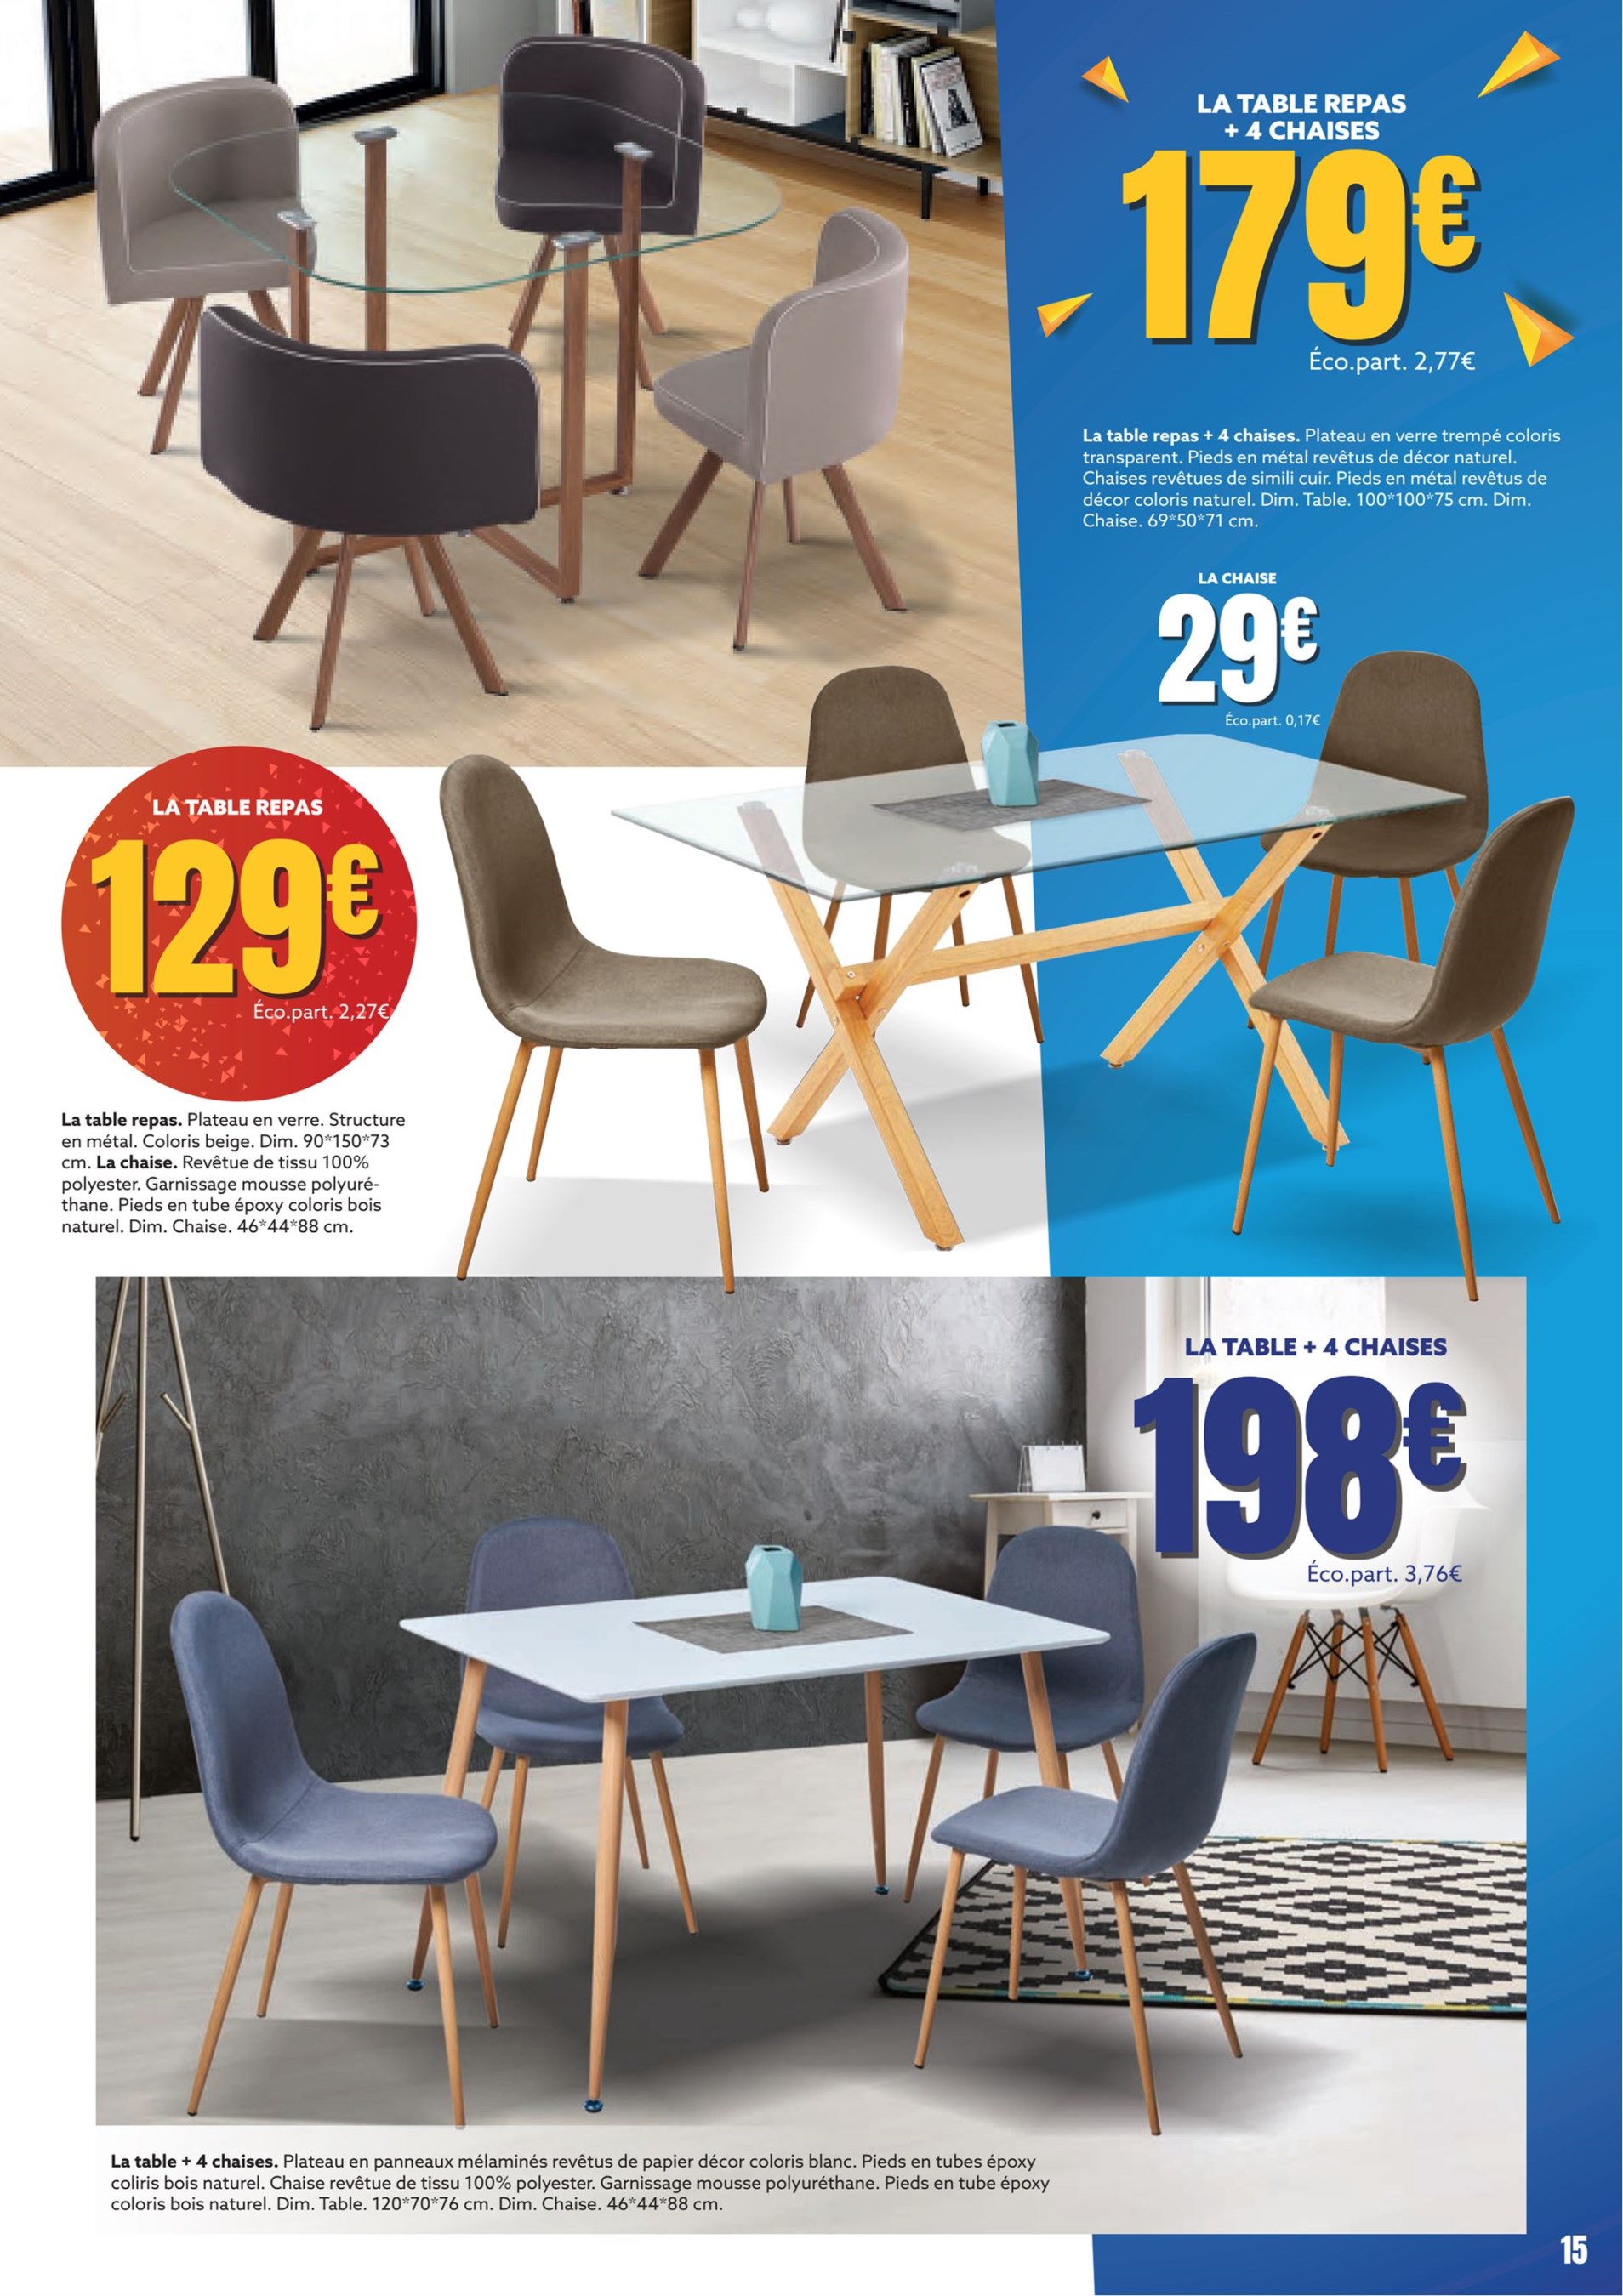 LA TABLE REPAS
+ 4 CHAISES
179€
Éco.part. 2,77€
La table repas + 4 chaises. Plateau en verre trempé coloris
transparent. Pieds en métal revêtus de décor naturel.
Chaises revêtues de simili cuir. Pieds en métal revêtus de
décor coloris naturel. Dim. Table. 100*100*75 cm. Dim.
Chaise. 69*50*71 cm.
LA CHAISE
29€
Éco.part. 0,17€
LA TABLE REPAS
129€
Éco.part. 2,27€
La table repas. Plateau en verre. Structure
en métal. Coloris beige. Dim. 90*150*73
cm. La chaise. Revêtue de tissu 100%
polyester. Garnissage mousse polyuré-
thane. Pieds en tube époxy coloris bois
naturel. Dim. Chaise. 46*44*88 cm.
LA TABLE + 4 CHAISES
198€
Éco.part. 3,76€
La table + 4 chaises. Plateau en panneaux mélaminés revêtus de papier décor coloris blanc. Pieds en tubes époxy
coliris bois naturel. Chaise revêtue de tissu 100% polyester. Garnissage mousse polyuréthane. Pieds en tube époxy
coloris bois naturel. Dim. Table. 120*70*76 cm. Dim. Chaise. 46*44*88 cm.
15